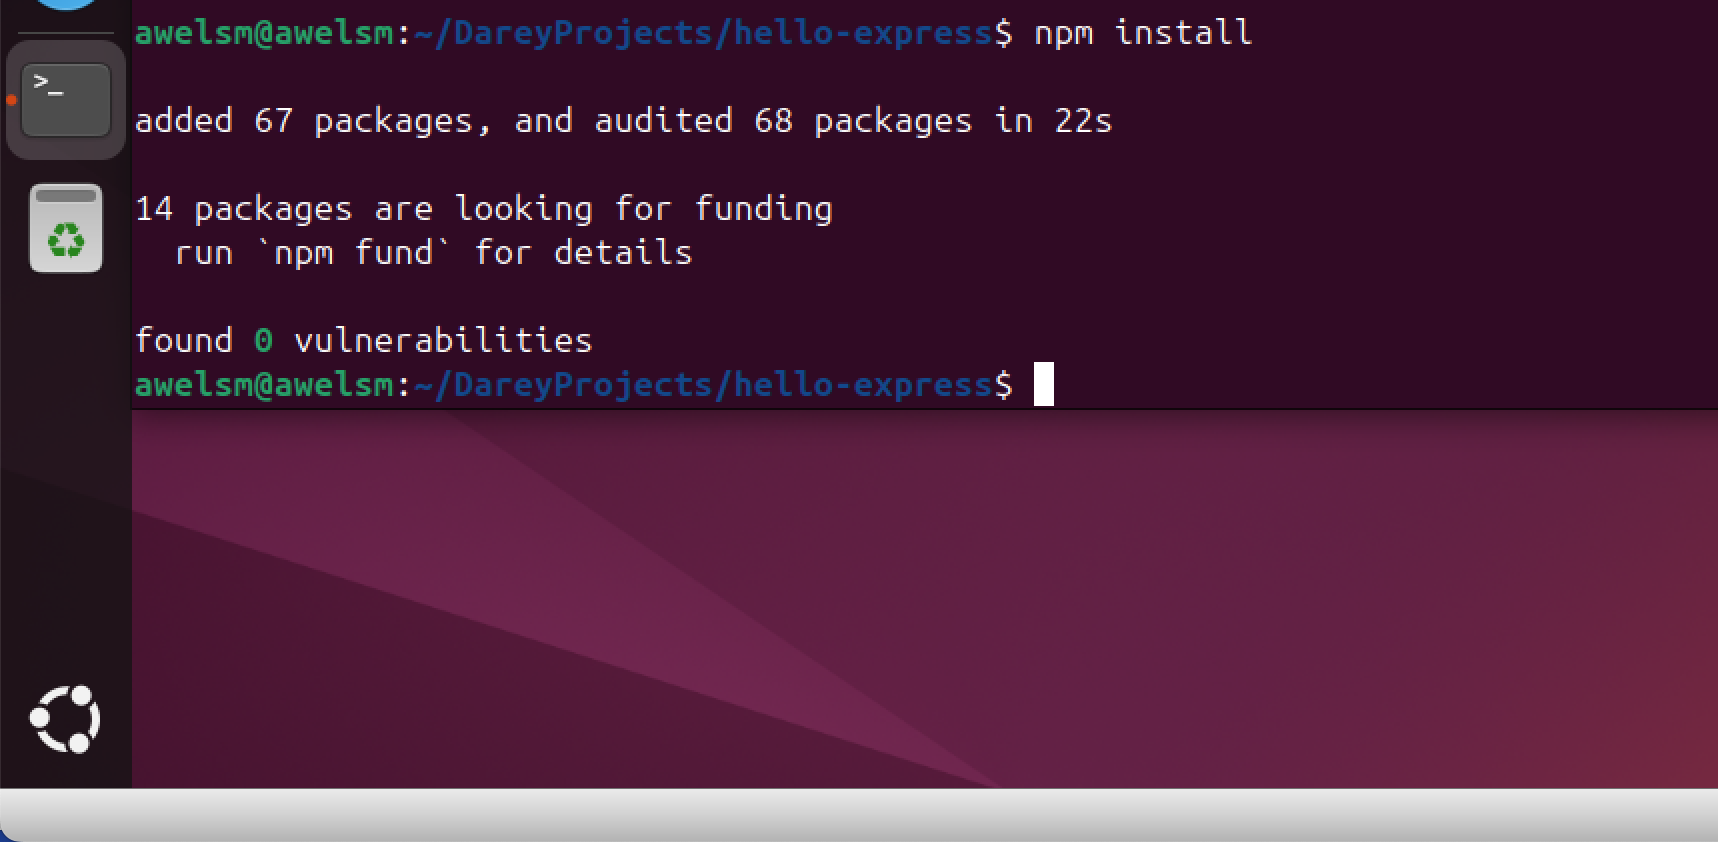 awelsm@awelsm:~/DareyProjects/hello-express$ npm install
added 67 packages, and audited 68 packages in 22s
14 packages are looking for funding
  run `npm fund` for details
found 0 vulnerabilities
awelsm@awelsm:~/DareyProjects/hello-express$